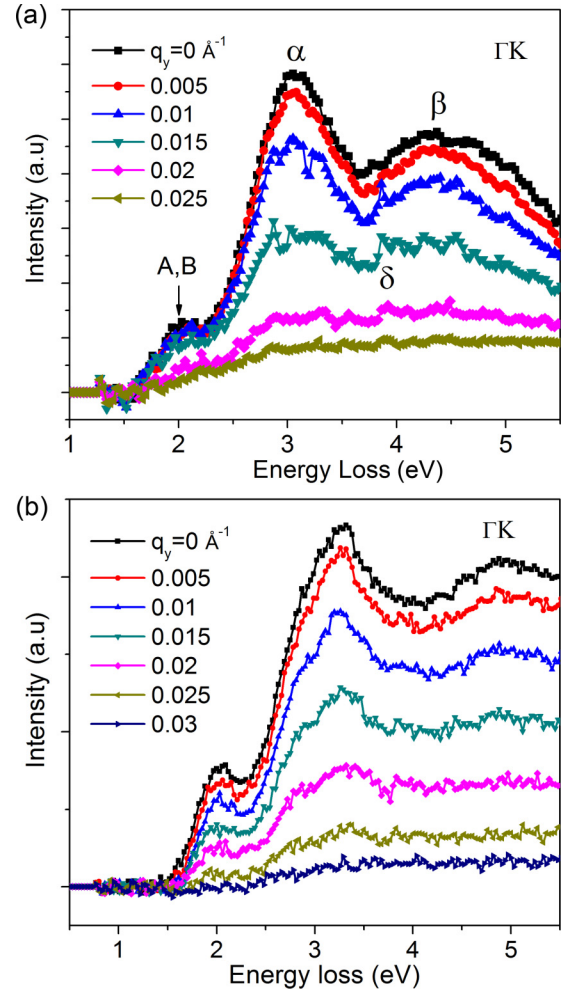 (a)
q_y=0 Å⁻¹
0.005
0.01
0.015
0.02
0.025
α
β
ΓK
A,B
δ
Intensity (a.u)
1 2 3 4 5
Energy Loss (eV)
(b)
q_y=0 Å⁻¹
0.005
0.01
0.015
0.02
0.025
0.03
ΓK
Intensity (a.u)
1 2 3 4 5
Energy loss (eV)